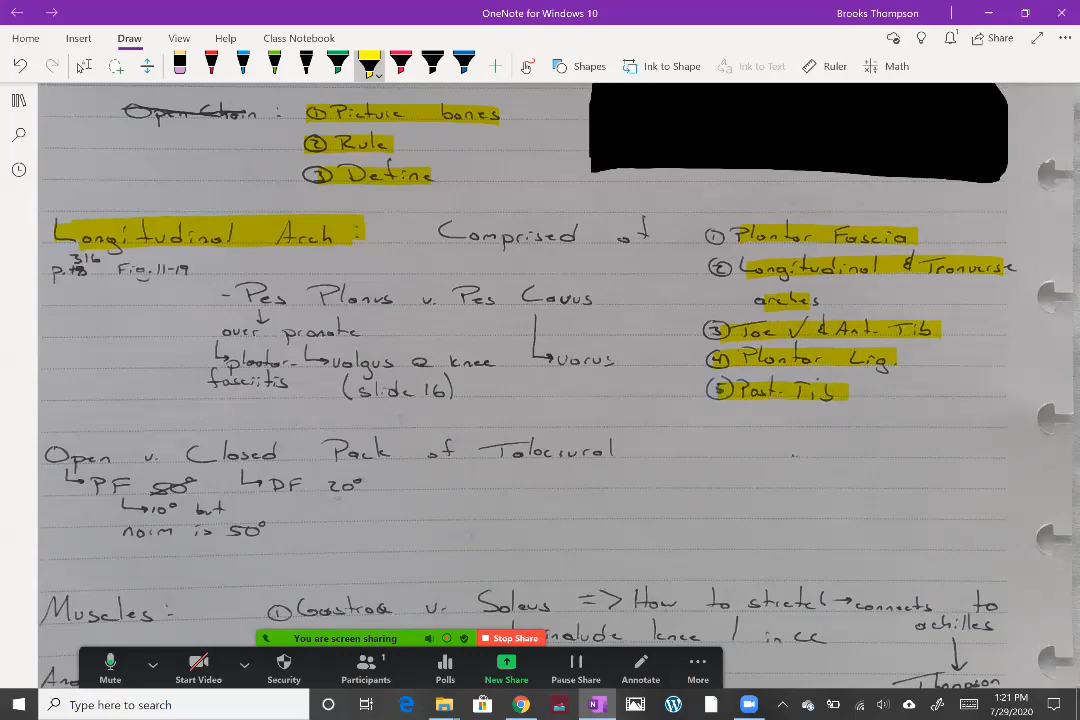 OneNote for Windows 10
Brooks Thompson
Home Insert Draw View Help Class Notebook
Share
Shapes Ink to Shape Ink to Text Ruler Math
Open Chain : ① Picture bones
② Rule
③ Define
Longitudinal Arch : Comprised of ① Plantar Fascia
p. 316 Fig. 11-19
② Longitudinal & Tranverse
arches
- Pes Planus v. Pes Cavus
over pronate
③ Toe ✓ & Ant. Tib
plantar valgus @ knee varus
④ Plantar Lig.
fasciitis (slide 16)
⑤ Post. Tib
Open v. Closed Pack of Talocrural
PF 50° DF 20°
10° but
norm is 50°
Muscles: ① Gastroc v. Soleus => How to stretch → connects to
achilles
include knee / in CC
Thompson
You are screen sharing Stop Share
Mute Start Video Security Participants 1 Polls New Share Pause Share Annotate More
Type here to search
1:21 PM
7/29/2020